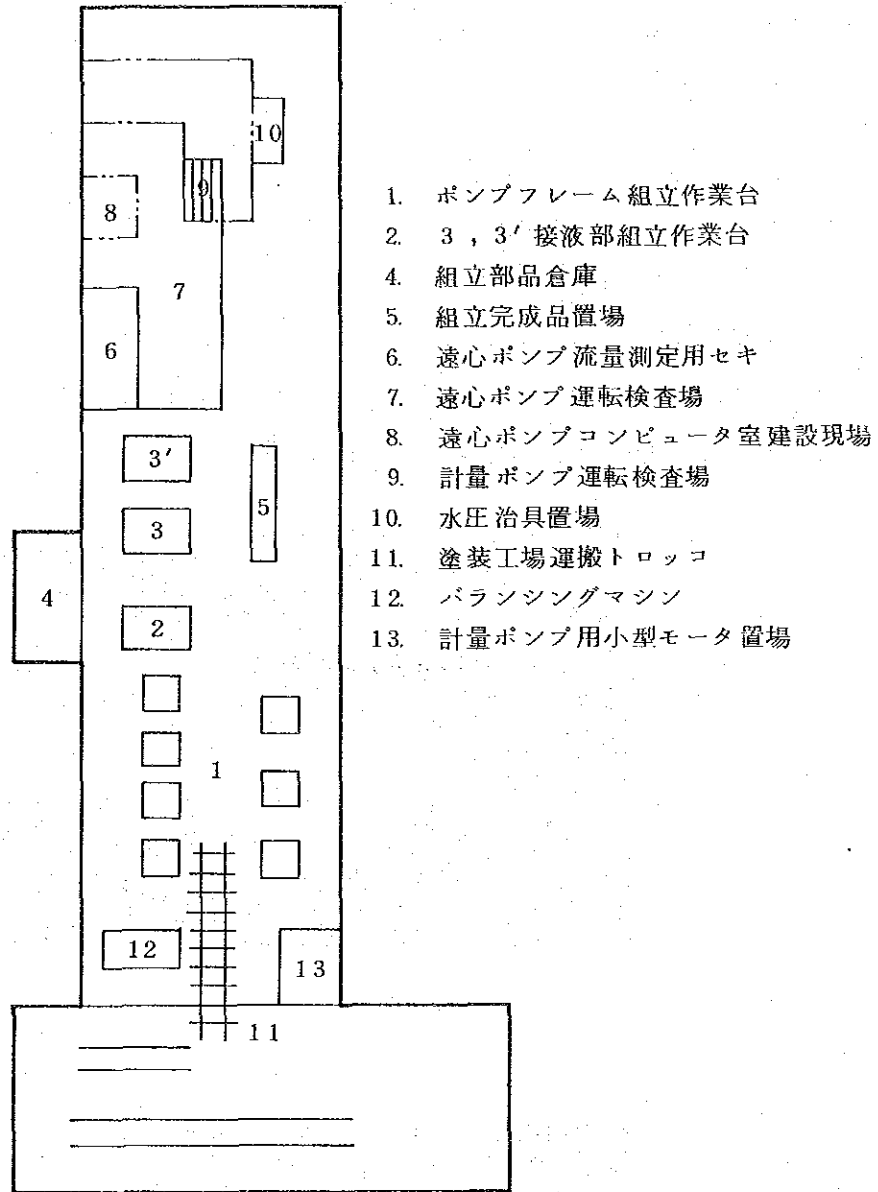 10
9
8
7
6
3′
3
5
4
2
1
12
13
11
1. ポンプフレーム組立作業台
2. 3，3′接液部組立作業台
4. 組立部品倉庫
5. 組立完成品置場
6. 遠心ポンプ流量測定用セキ
7. 遠心ポンプ運転検査場
8. 遠心ポンプコンピュータ室建設現場
9. 計量ポンプ運転検査場
10. 水圧治具置場
11. 塗装工場運搬トロッコ
12. バランシングマシン
13. 計量ポンプ用小型モータ置場